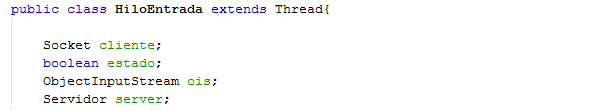 public class HiloEntrada extends Thread{
Socket cliente;
boolean estado;
ObjectInputStream ois;
Servidor server;